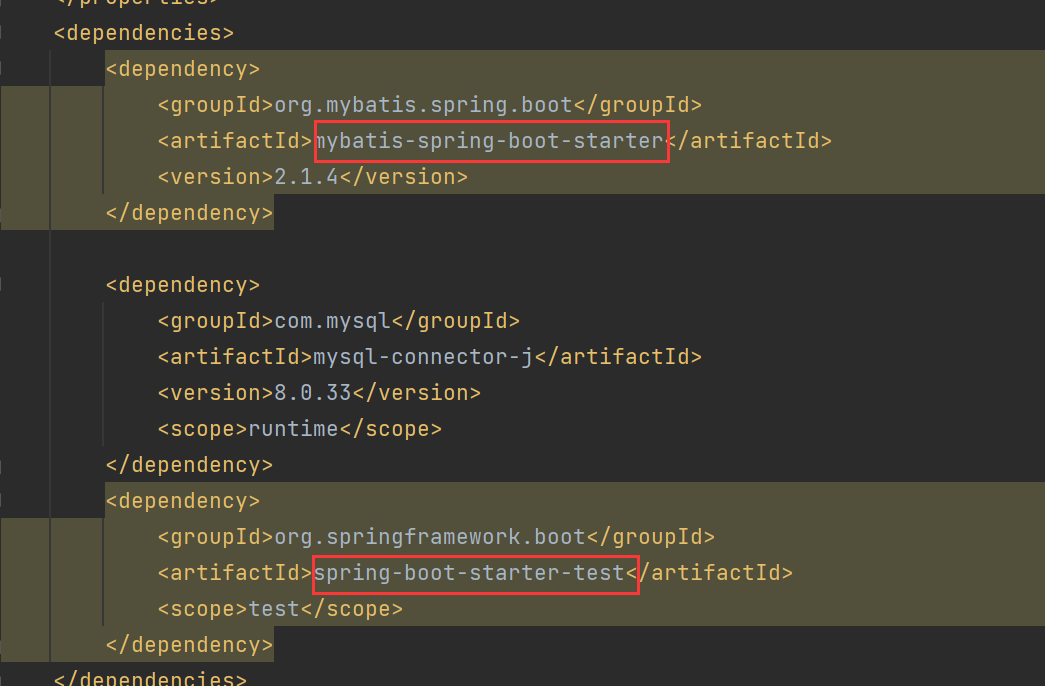 </properties>
<dependencies>
<dependency>
<groupId>org.mybatis.spring.boot</groupId>
<artifactId>mybatis-spring-boot-starter</artifactId>
<version>2.1.4</version>
</dependency>
<dependency>
<groupId>com.mysql</groupId>
<artifactId>mysql-connector-j</artifactId>
<version>8.0.33</version>
<scope>runtime</scope>
</dependency>
<dependency>
<groupId>org.springframework.boot</groupId>
<artifactId>spring-boot-starter-test</artifactId>
<scope>test</scope>
</dependency>
</dependencies>